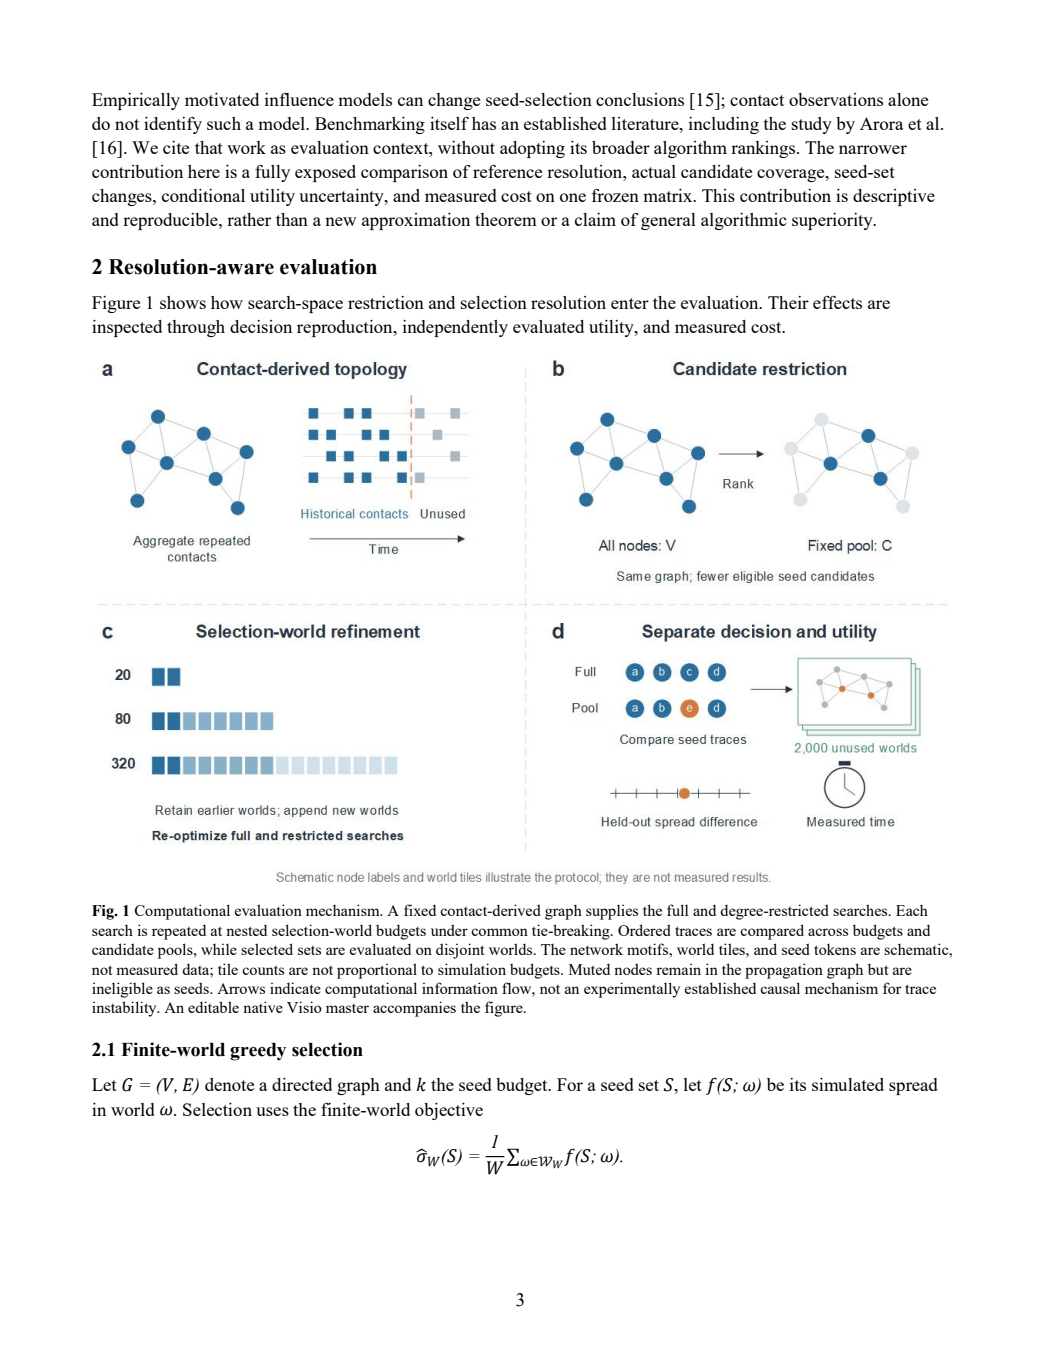 Empirically motivated influence models can change seed-selection conclusions [15]; contact observations alone
do not identify such a model. Benchmarking itself has an established literature, including the study by Arora et al.
[16]. We cite that work as evaluation context, without adopting its broader algorithm rankings. The narrower
contribution here is a fully exposed comparison of reference resolution, actual candidate coverage, seed-set
changes, conditional utility uncertainty, and measured cost on one frozen matrix. This contribution is descriptive
and reproducible, rather than a new approximation theorem or a claim of general algorithmic superiority.
2 Resolution-aware evaluation
Figure 1 shows how search-space restriction and selection resolution enter the evaluation. Their effects are
inspected through decision reproduction, independently evaluated utility, and measured cost.
a Contact-derived topology
Historical contacts Unused
Aggregate repeated
contacts
Time
b Candidate restriction
Rank
All nodes: V Fixed pool: C
Same graph; fewer eligible seed candidates
c Selection-world refinement
20
80
320
Retain earlier worlds; append new worlds
Re-optimize full and restricted searches
d Separate decision and utility
Full a b c d
Pool a b e d
Compare seed traces
2,000 unused worlds
Held-out spread difference Measured time
Schematic node labels and world tiles illustrate the protocol; they are not measured results.
Fig. 1 Computational evaluation mechanism. A fixed contact-derived graph supplies the full and degree-restricted searches. Each
search is repeated at nested selection-world budgets under common tie-breaking. Ordered traces are compared across budgets and
candidate pools, while selected sets are evaluated on disjoint worlds. The network motifs, world tiles, and seed tokens are schematic,
not measured data; tile counts are not proportional to simulation budgets. Muted nodes remain in the propagation graph but are
ineligible as seeds. Arrows indicate computational information flow, not an experimentally established causal mechanism for trace
instability. An editable native Visio master accompanies the figure.
2.1 Finite-world greedy selection
Let G = (V, E) denote a directed graph and k the seed budget. For a seed set S, let f(S; ω) be its simulated spread
in world ω. Selection uses the finite-world objective
σ̂_W(S) = 1/W ∑_{ω∈𝒲_W} f(S; ω).
3